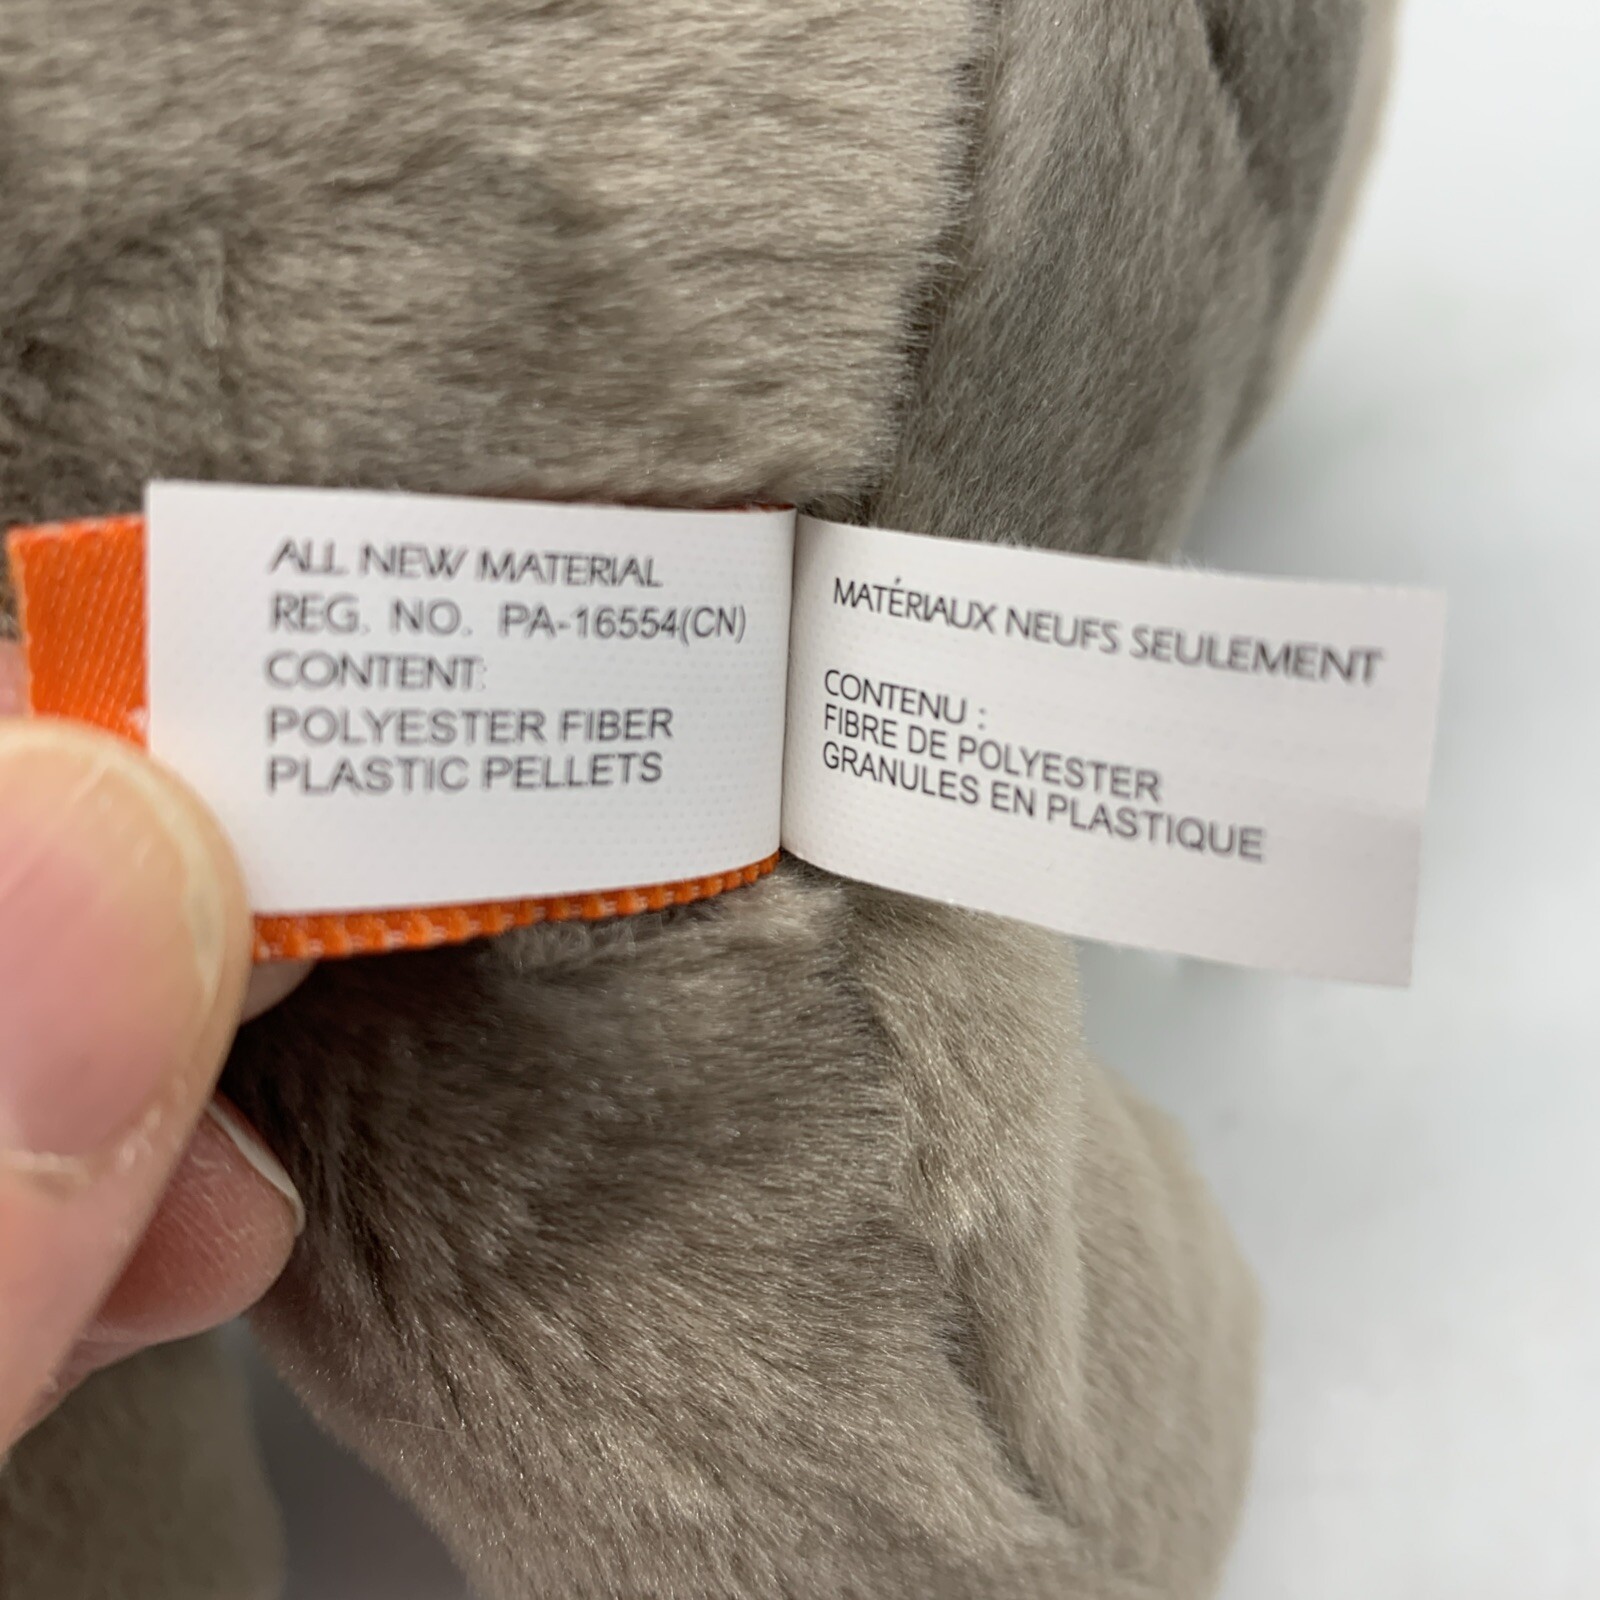 ALL NEW MATERIAL
REG. NO. PA-16554(CN)
CONTENT:
POLYESTER FIBER
PLASTIC PELLETS
MATÉRIAUX NEUFS SEULEMENT
CONTENU :
FIBRE DE POLYESTER
GRANULES EN PLASTIQUE